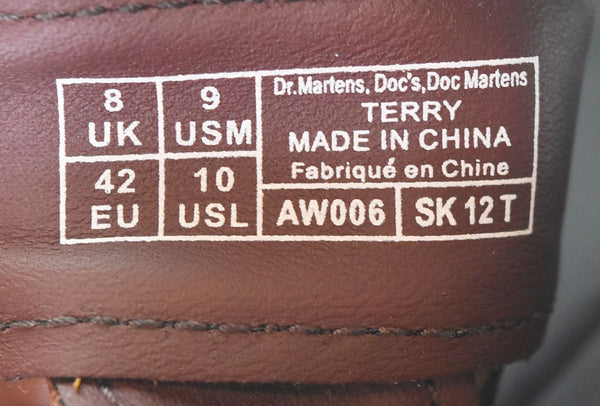 8 UK
9 USM
42 EU
10 USL
Dr.Martens, Doc's, Doc Martens
TERRY
MADE IN CHINA
Fabriqué en Chine
AW006
SK 12 T